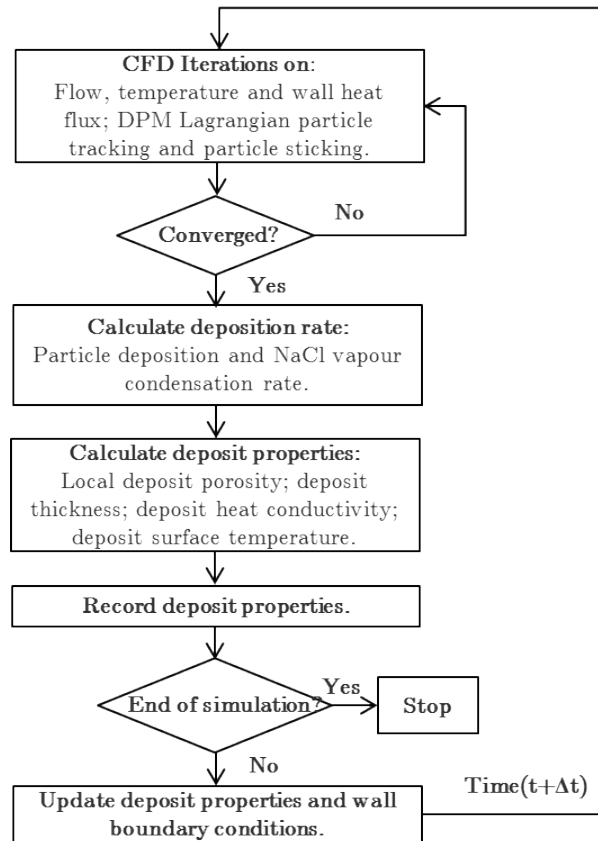 CFD Iterations on:
Flow, temperature and wall heat
flux; DPM Lagrangian particle
tracking and particle sticking.
No
Converged?
Yes
Calculate deposition rate:
Particle deposition and NaCl vapour
condensation rate.
Calculate deposit properties:
Local deposit porosity; deposit
thickness; deposit heat conductivity;
deposit surface temperature.
Record deposit properties.
Yes
End of simulation?
Stop
No
Time(t+Δt)
Update deposit properties and wall
boundary conditions.